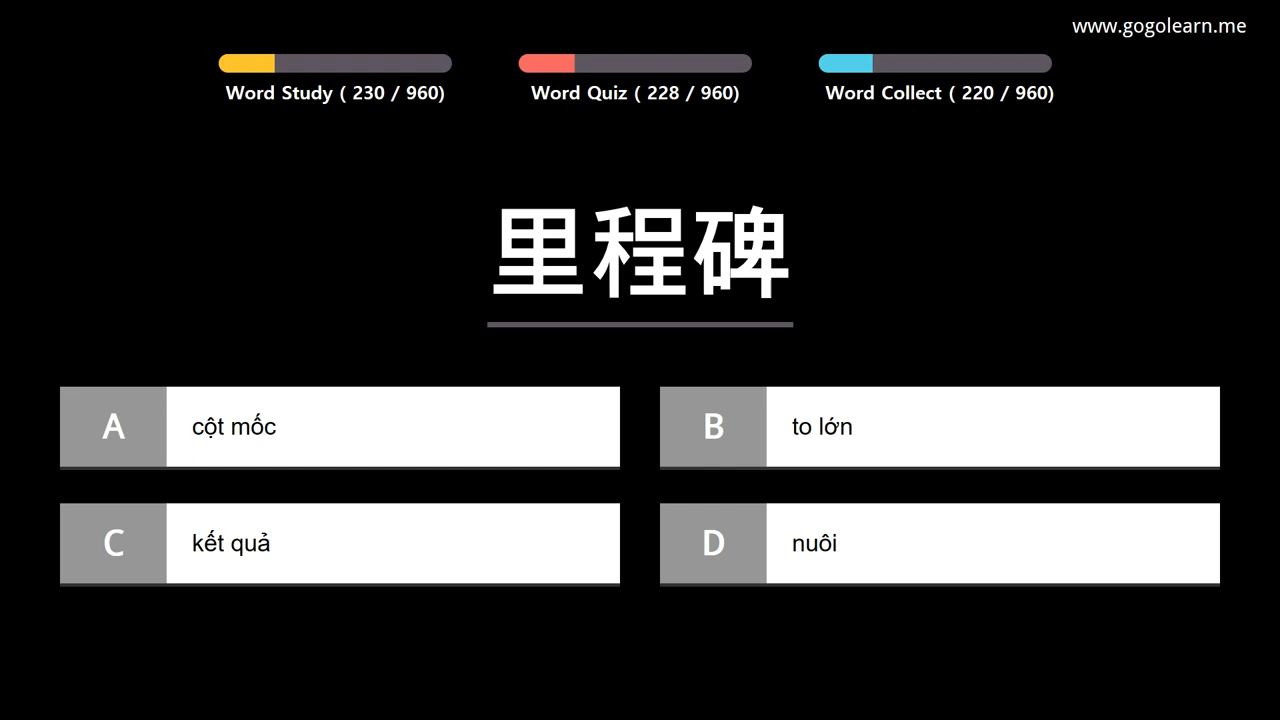 www.gogolearn.me
Word Study ( 230 / 960)
Word Quiz ( 228 / 960)
Word Collect ( 220 / 960)
里程碑
A
cột mốc
B
to lớn
C
kết quả
D
nuôi